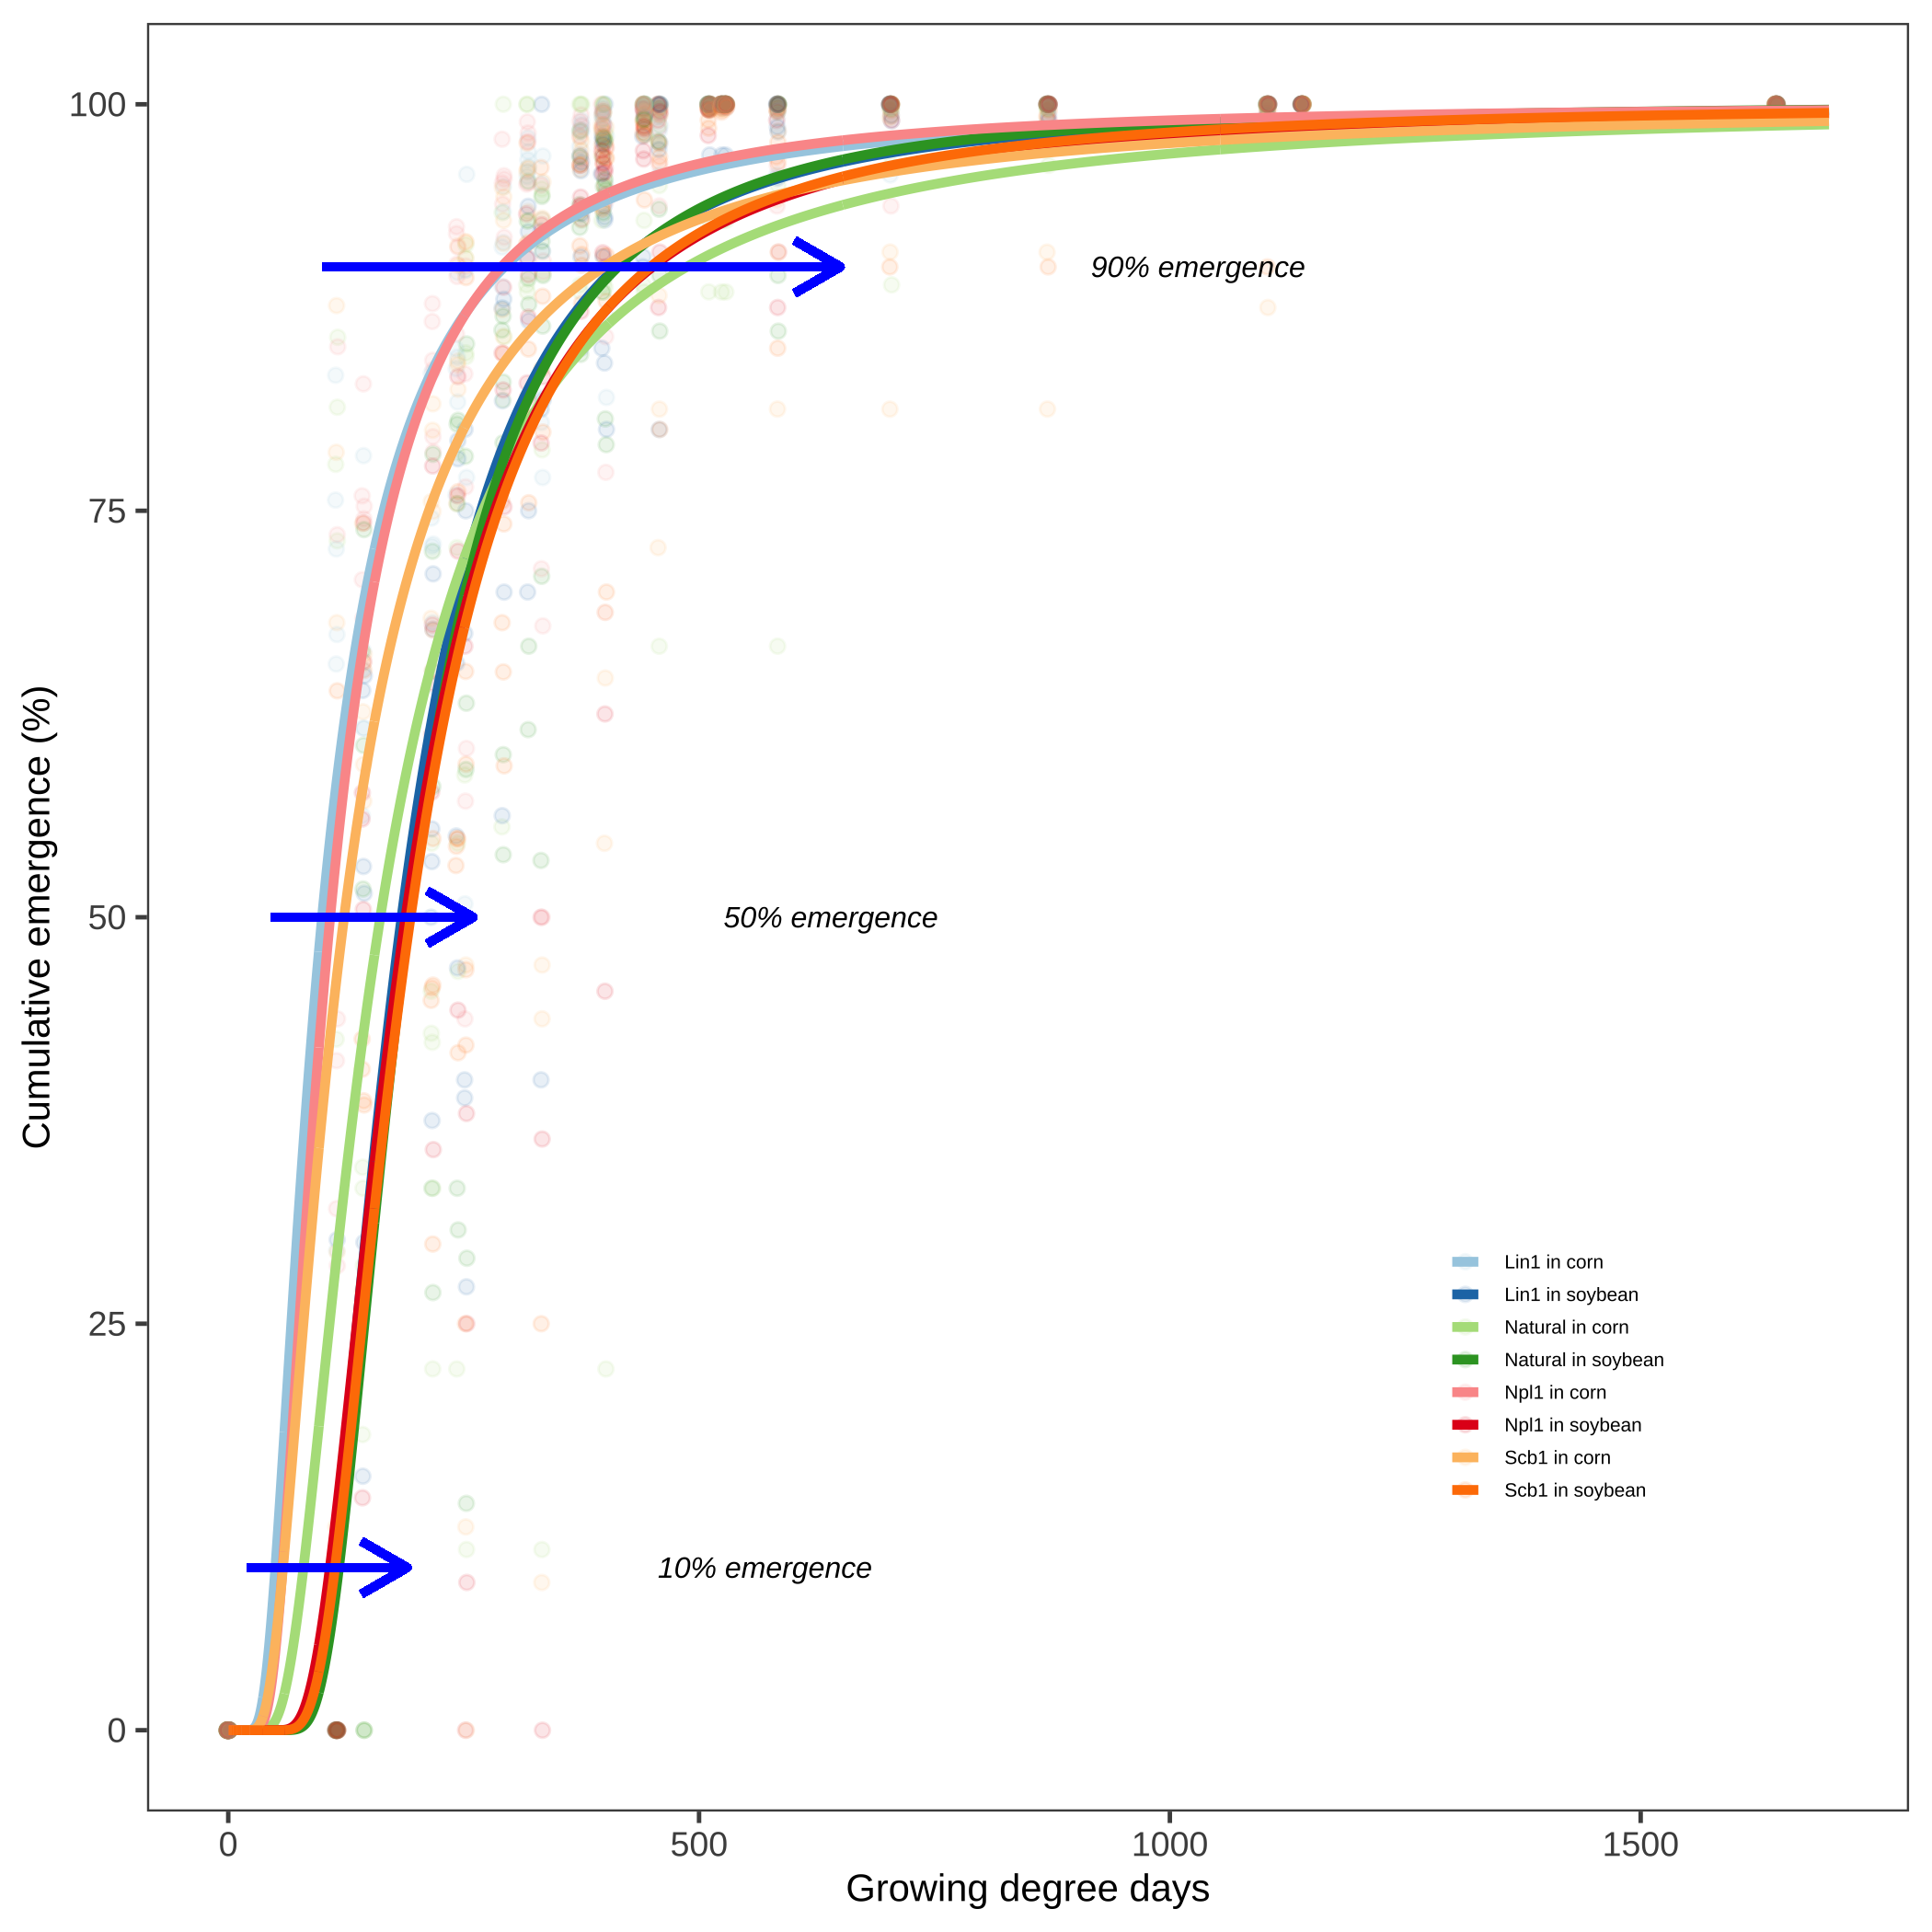 100
75
50
25
0
Cumulative emergence (%)
90% emergence
50% emergence
10% emergence
Lin1 in corn
Lin1 in soybean
Natural in corn
Natural in soybean
Npl1 in corn
Npl1 in soybean
Scb1 in corn
Scb1 in soybean
0
500
1000
1500
Growing degree days